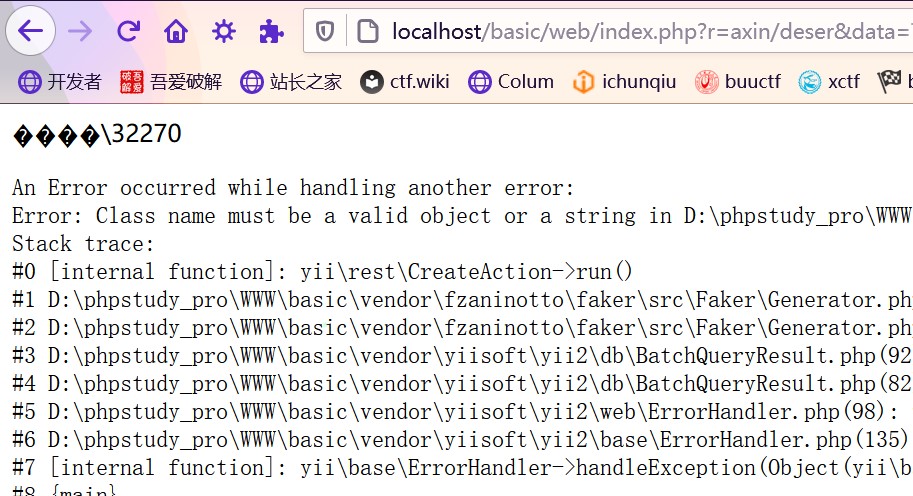 localhost/basic/web/index.php?r=axin/deser&data=
开发者 吾爱破解 吾爱破解 站长之家 ctf.wiki Colum ichunqiu buuctf xctf b
����\32270
An Error occurred while handling another error:
Error: Class name must be a valid object or a string in D:\phpstudy_pro\WWW
Stack trace:
#0 [internal function]: yii\rest\CreateAction->run()
#1 D:\phpstudy_pro\WWW\basic\vendor\fzaninotto\faker\src\Faker\Generator.ph
#2 D:\phpstudy_pro\WWW\basic\vendor\fzaninotto\faker\src\Faker\Generator.ph
#3 D:\phpstudy_pro\WWW\basic\vendor\yiisoft\yii2\db\BatchQueryResult.php(92
#4 D:\phpstudy_pro\WWW\basic\vendor\yiisoft\yii2\db\BatchQueryResult.php(82
#5 D:\phpstudy_pro\WWW\basic\vendor\yiisoft\yii2\web\ErrorHandler.php(98):
#6 D:\phpstudy_pro\WWW\basic\vendor\yiisoft\yii2\base\ErrorHandler.php(135)
#7 [internal function]: yii\base\ErrorHandler->handleException(Object(yii\b
#8 {main}